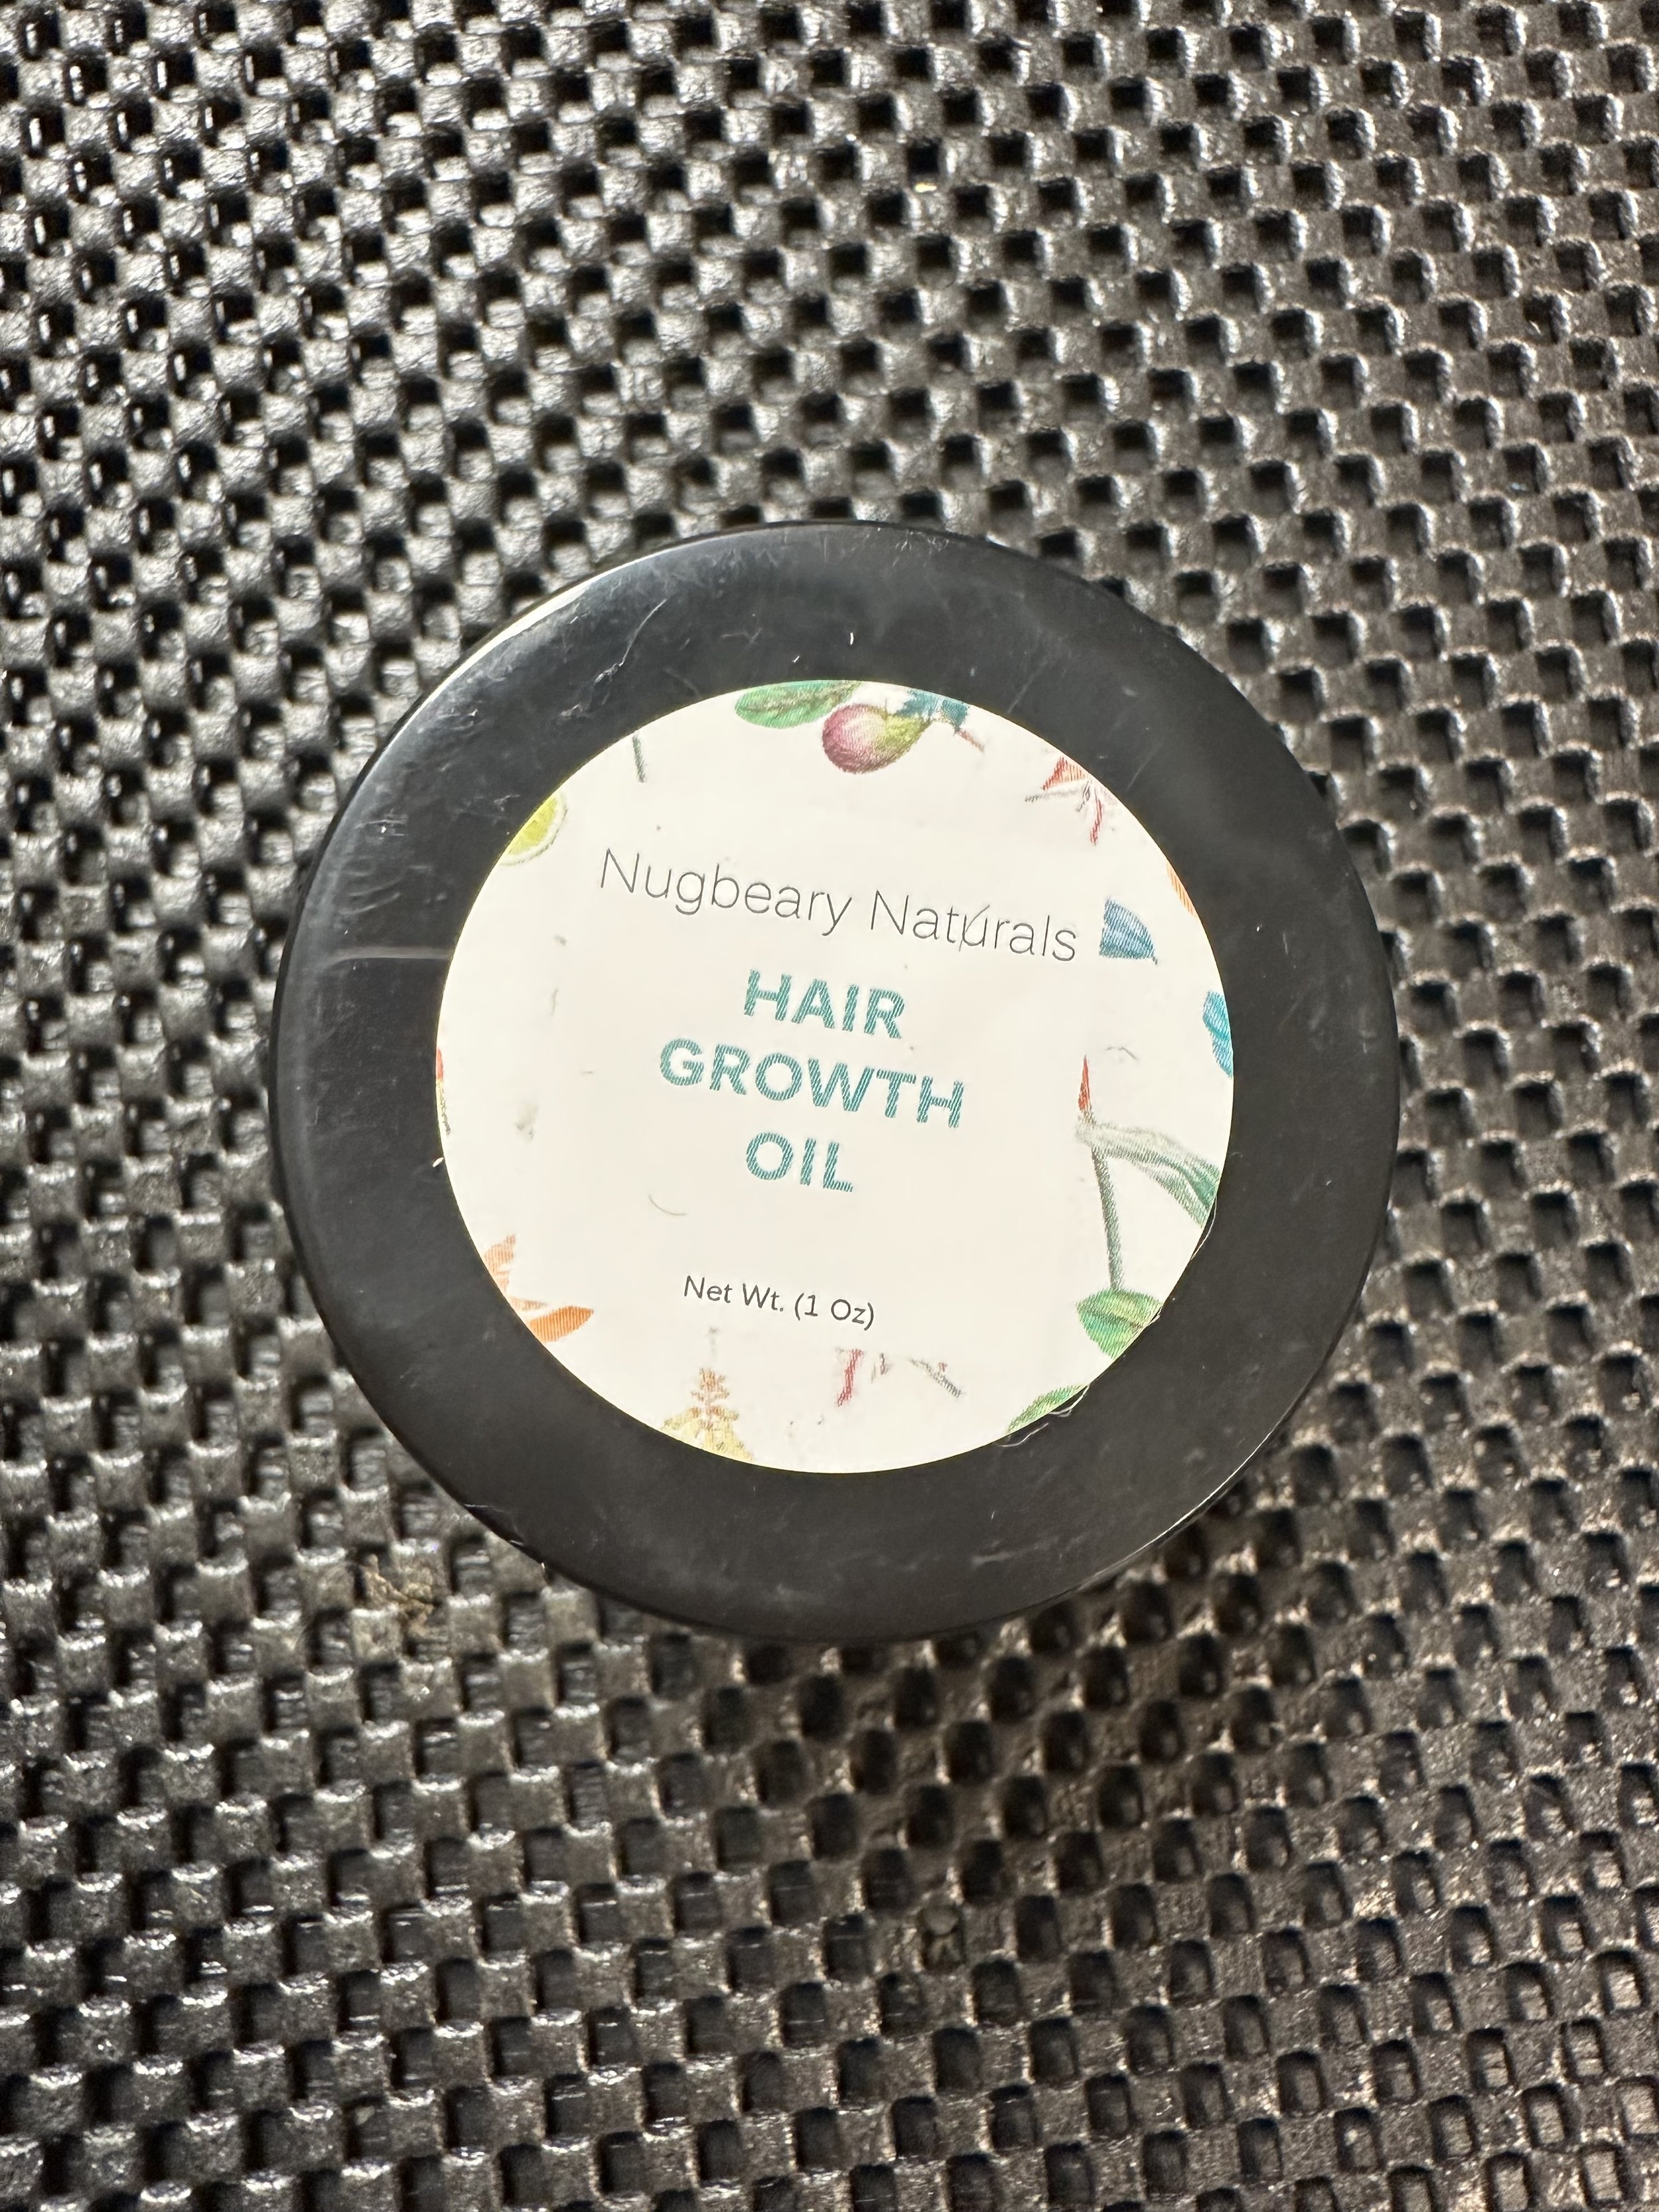 Nugbeary Naturals
HAIR
GROWTH
OIL
Net Wt. (1 Oz)